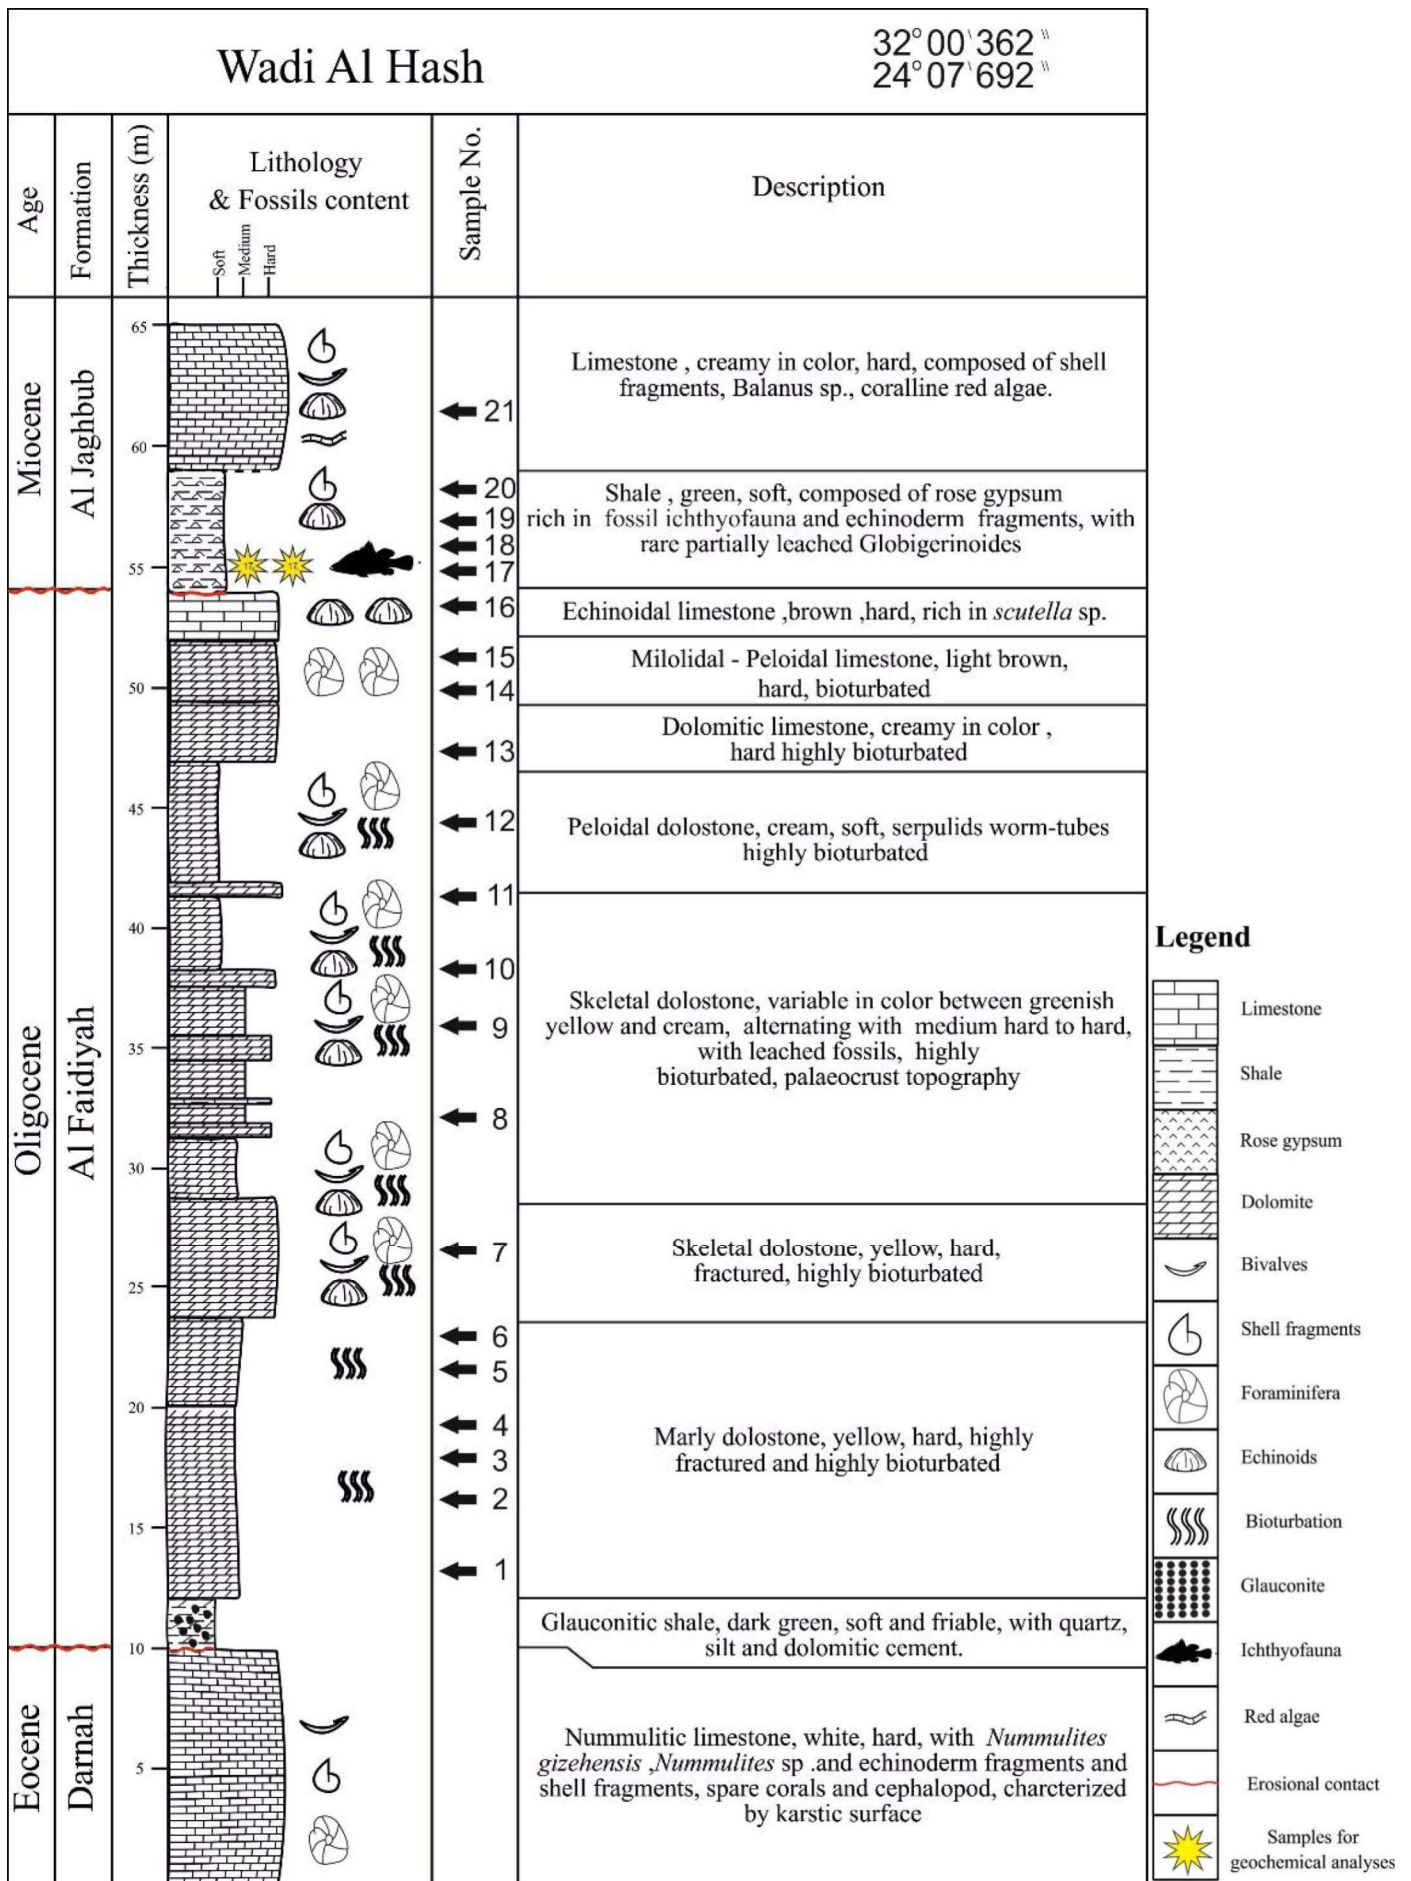 Wadi Al Hash
32° 00\ 362 \\
24° 07\ 692 \\
Age
Formation
Thickness (m)
Lithology
& Fossils content
Soft
Medium
Hard
Sample No.
Description
Miocene
Al Jaghbub
65
60
55
Limestone , creamy in color, hard, composed of shell
fragments, Balanus sp., coralline red algae.
21
20
19
18
17
Shale , green, soft, composed of rose gypsum
rich in fossil ichthyofauna and echinoderm fragments, with
rare partially leached Globigerinoides
17 17
Oligocene
Al Faidiyah
16
Echinoidal limestone ,brown ,hard, rich in scutella sp.
15
14
Milolidal - Peloidal limestone, light brown,
hard, bioturbated
50
13
Dolomitic limestone, creamy in color ,
hard highly bioturbated
45
12
Peloidal dolostone, cream, soft, serpulids worm-tubes
highly bioturbated
11
40
10
9
35
8
30
Skeletal dolostone, variable in color between greenish
yellow and cream, alternating with medium hard to hard,
with leached fossils, highly
bioturbated, palaeocrust topography
7
25
Skeletal dolostone, yellow, hard,
fractured, highly bioturbated
6
5
20
4
3
2
15
1
Marly dolostone, yellow, hard, highly
fractured and highly bioturbated
Glauconitic shale, dark green, soft and friable, with quartz,
silt and dolomitic cement.
10
Eocene
Darnah
5
Nummulitic limestone, white, hard, with Nummulites
gizehensis ,Nummulites sp .and echinoderm fragments and
shell fragments, spare corals and cephalopod, charcterized
by karstic surface
Legend
Limestone
Shale
Rose gypsum
Dolomite
Bivalves
Shell fragments
Foraminifera
Echinoids
Bioturbation
Glauconite
Ichthyofauna
Red algae
Erosional contact
Samples for
geochemical analyses